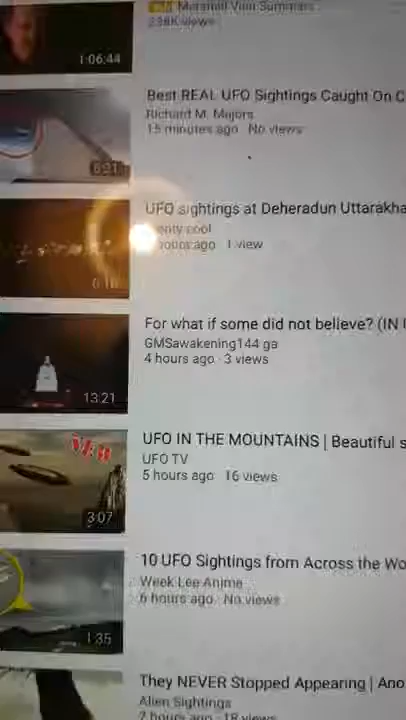 Marshall Vian Summers
238K views
1:06:44
Best REAL UFO Sightings Caught On C
Richard M. Majors
15 minutes ago No views
UFO sightings at Deheradun Uttarakha
cool
hours ago 1 view
For what if some did not believe? (IN
GMSawakening144 ga
4 hours ago 3 views
13:21
UFO IN THE MOUNTAINS | Beautiful s
UFO TV
5 hours ago 16 views
3:07
10 UFO Sightings from Across the Wo
Week Lee Anime
6 hours ago No views
1:35
They NEVER Stopped Appearing | Ano
Alien Sightings
7 hours ago 18 views